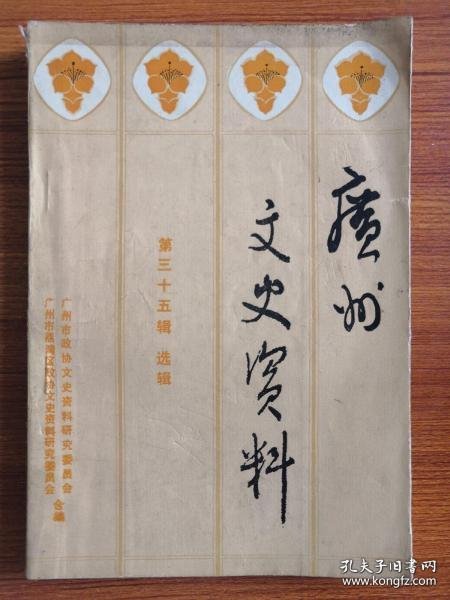 廣州
文史資料
第三十五辑 选辑
广州市政协文史资料研究委员会
广州市荔湾区政协文史资料研究委员会
合编
孔夫子旧书网
www.kongfz.com